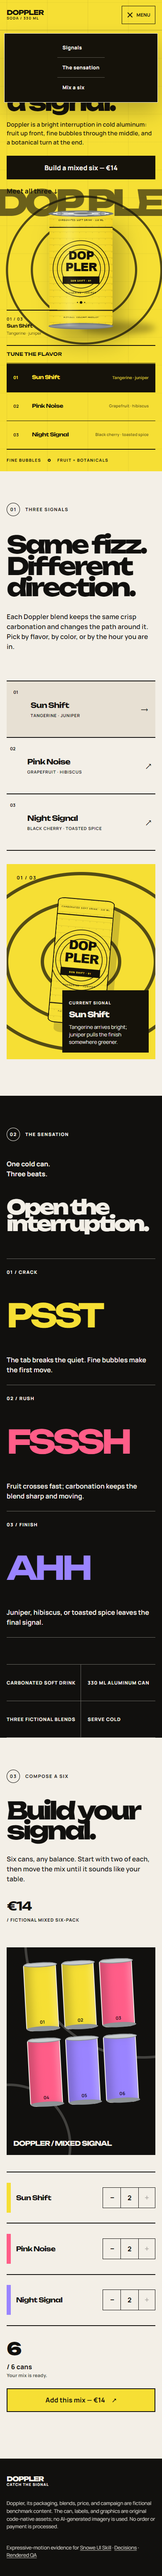 DOPPLER
SODA / 330 ML
MENU
Signals
The sensation
Mix a six
a signal.
Doppler is a bright interruption in cold aluminum:
fruit up front, fine bubbles through the middle, and
a botanical turn at the end.
Build a mixed six — €14
Meet all three ↓
DOPPLE
DOP
PLER
01 / 03
Sun Shift
Tangerine · juniper
TUNE THE FLAVOR
01 Sun Shift Tangerine · juniper
02 Pink Noise Grapefruit · hibiscus
03 Night Signal Black cherry · toasted spice
FINE BUBBLES FRUIT + BOTANICALS
01 THREE SIGNALS
Same fizz.
Different
direction.
Each Doppler blend keeps the same crisp
carbonation and changes the path around it.
Pick by flavor, by color, or by the hour you are
in.
01
Sun Shift →
TANGERINE · JUNIPER
02
Pink Noise ↗
GRAPEFRUIT · HIBISCUS
03
Night Signal ↗
BLACK CHERRY · TOASTED SPICE
01 / 03
DOP
PLER
CURRENT SIGNAL
Sun Shift
Tangerine arrives bright;
juniper pulls the finish
somewhere greener.
02 THE SENSATION
One cold can.
Three beats.
Open the
interruption.
01 / CRACK
PSST
The tab breaks the quiet. Fine bubbles make
the first move.
02 / RUSH
FSSSH
Fruit crosses fast; carbonation keeps the
blend sharp and moving.
03 / FINISH
AHH
Juniper, hibiscus, or toasted spice leaves the
final signal.
CARBONATED SOFT DRINK 330 ML ALUMINUM CAN
THREE FICTIONAL BLENDS SERVE COLD
03 COMPOSE A SIX
Build your
signal.
Six cans, any balance. Start with two of each,
then move the mix until it sounds like your
table.
€14
/ FICTIONAL MIXED SIX-PACK
01 02 03
04 05 06
DOPPLER / MIXED SIGNAL
Sun Shift − 2 +
Pink Noise − 2 +
Night Signal − 2 +
6
/ 6 cans
Your mix is ready.
Add this mix — €14 ↗
DOPPLER
CATCH THE SIGNAL
Doppler, its packaging, blends, price, and campaign are fictional
benchmark content. The can, labels, and graphics are original
code-native assets; no AI-generated imagery is used. No order or
payment is processed.
Expressive-motion evidence for Snowe UI Skill · Decisions ·
Rendered QA